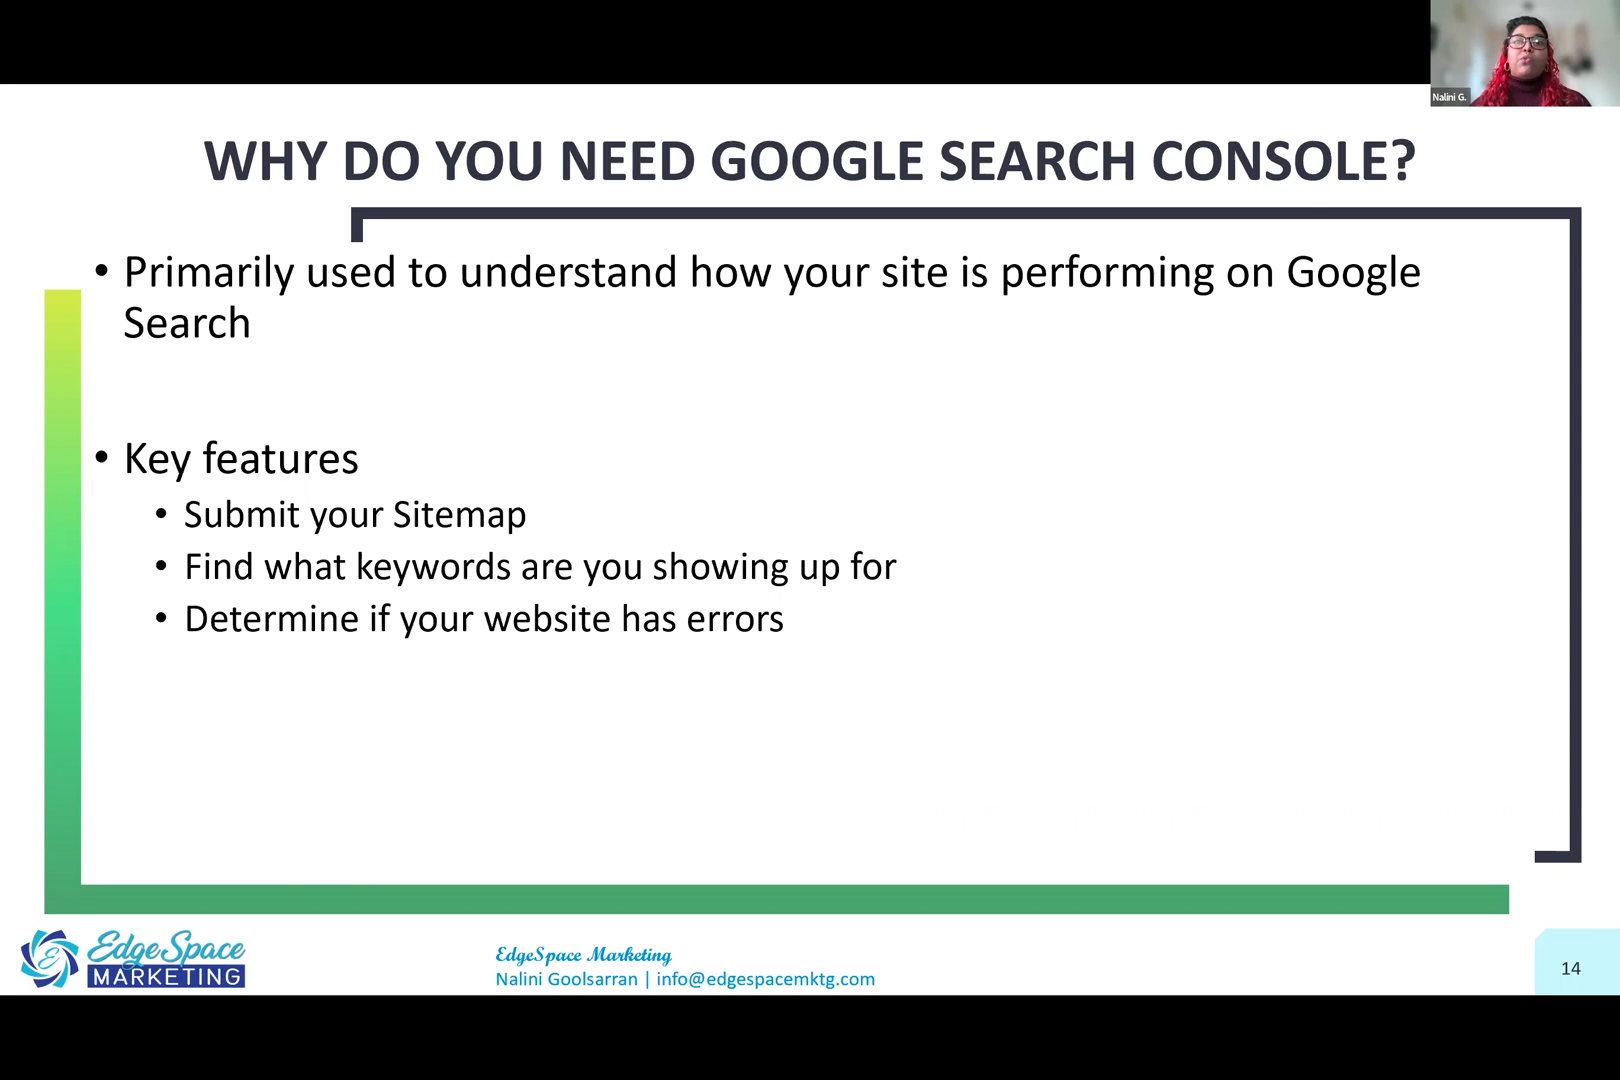 Nalini G.
WHY DO YOU NEED GOOGLE SEARCH CONSOLE?
• Primarily used to understand how your site is performing on Google
Search
• Key features
• Submit your Sitemap
• Find what keywords are you showing up for
• Determine if your website has errors
EdgeSpace
MARKETING
EdgeSpace Marketing
Nalini Goolsarran | info@edgespacemktg.com
14